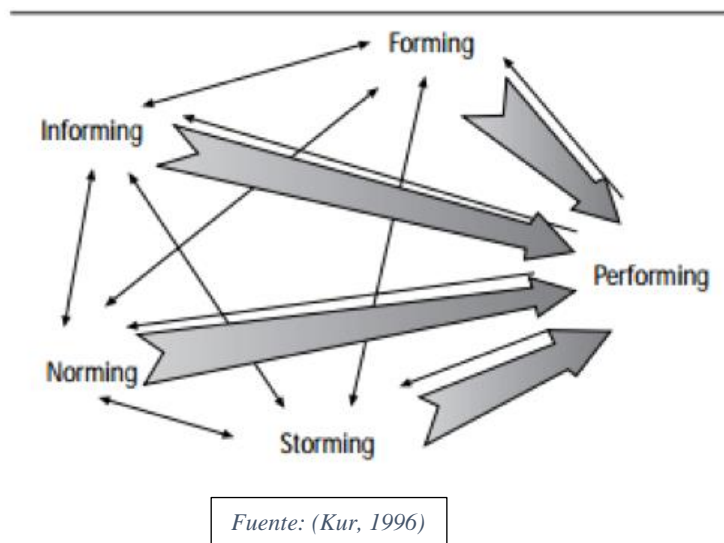 Forming
Informing
Performing
Norming
Storming
Fuente: (Kur, 1996)